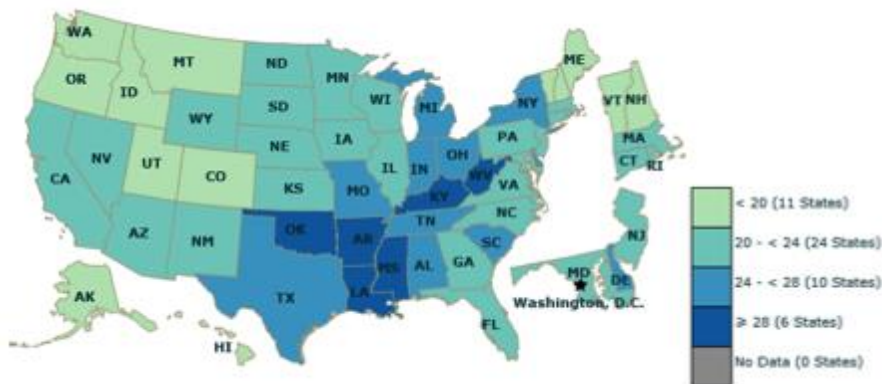 WA
MT
ND
MN
ME
OR
ID
SD
WI
MI
NY
VT
NH
WY
IA
PA
MA
NE
OH
CT
RI
NV
UT
IL
IN
WV
CO
VA
CA
KS
MO
KY
< 20 (11 States)
TN
NC
NJ
20 - < 24 (24 States)
AZ
NM
OK
AR
SC
MS
AL
GA
MD
DE
24 - < 28 (10 States)
AK
TX
LA
Washington, D.C.
FL
≥ 28 (6 States)
HI
No Data (0 States)